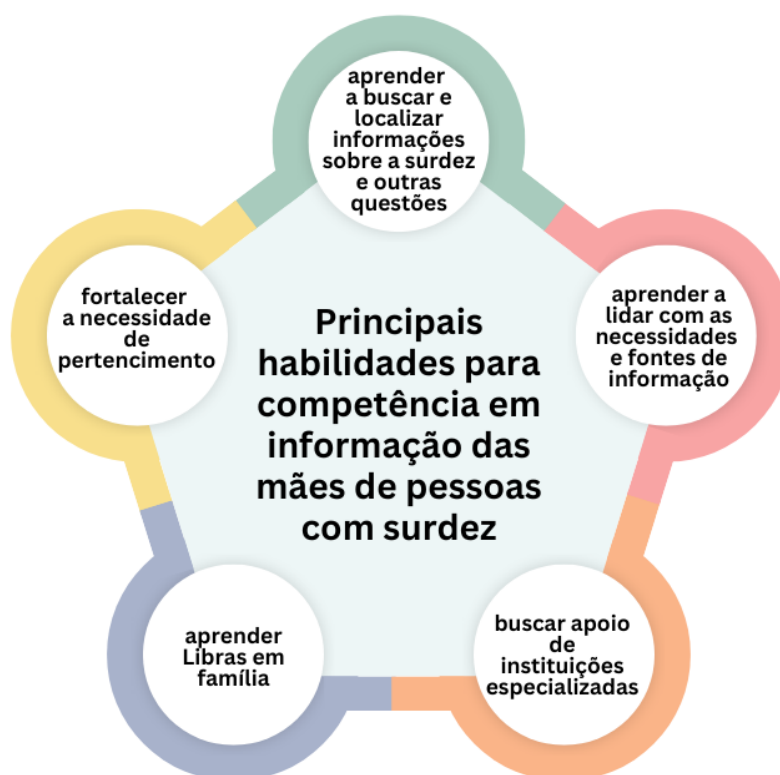 aprender
a buscar e
localizar
informações
sobre a surdez
e outras
questões
fortalecer
a necessidade
de
pertencimento
aprender a
lidar com as
necessidades
e fontes de
informação
Principais
habilidades para
competência em
informação das
mães de pessoas
com surdez
aprender
Libras em
família
buscar apoio
de
instituições
especializadas